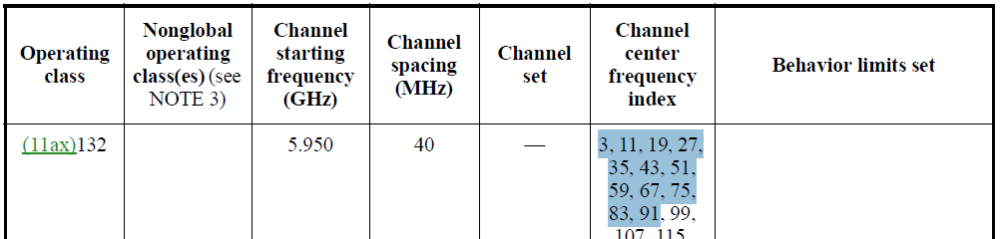 Operating
class
Nonglobal
operating
class(es) (see
NOTE 3)
Channel
starting
frequency
(GHz)
Channel
spacing
(MHz)
Channel
set
Channel
center
frequency
index
Behavior limits set
(11ax)132
5.950
40
—
3, 11, 19, 27,
35, 43, 51,
59, 67, 75,
83, 91, 99,
107, 115,